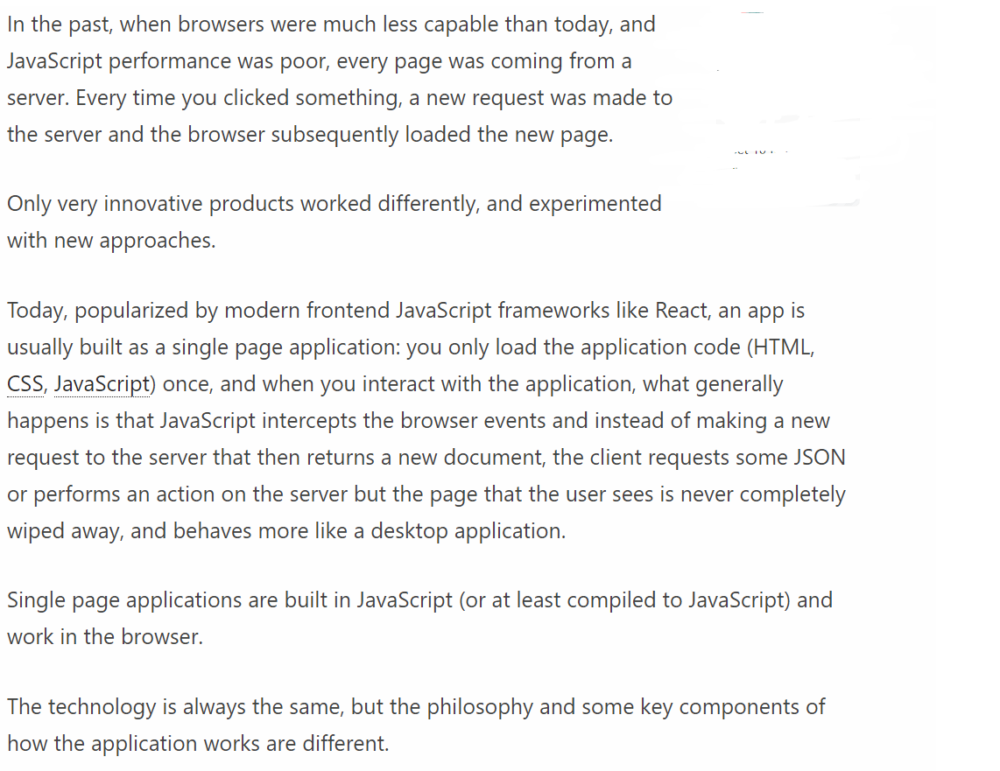 In the past, when browsers were much less capable than today, and
JavaScript performance was poor, every page was coming from a
server. Every time you clicked something, a new request was made to
the server and the browser subsequently loaded the new page.
Only very innovative products worked differently, and experimented
with new approaches.
Today, popularized by modern frontend JavaScript frameworks like React, an app is
usually built as a single page application: you only load the application code (HTML,
CSS, JavaScript) once, and when you interact with the application, what generally
happens is that JavaScript intercepts the browser events and instead of making a new
request to the server that then returns a new document, the client requests some JSON
or performs an action on the server but the page that the user sees is never completely
wiped away, and behaves more like a desktop application.
Single page applications are built in JavaScript (or at least compiled to JavaScript) and
work in the browser.
The technology is always the same, but the philosophy and some key components of
how the application works are different.